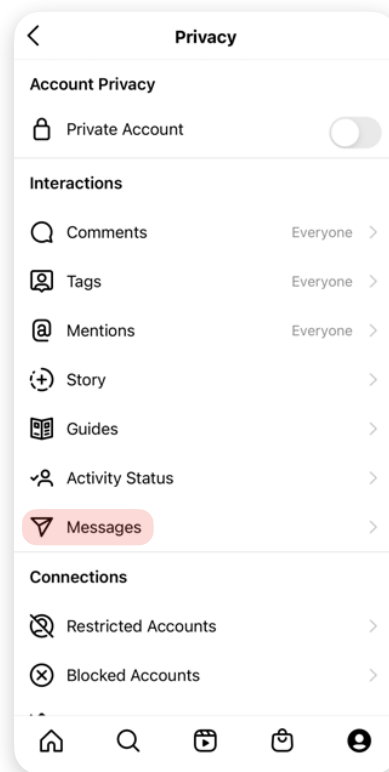 Privacy
Account Privacy
Private Account
Interactions
Comments Everyone
Tags Everyone
Mentions Everyone
Story
Guides
Activity Status
Messages
Connections
Restricted Accounts
Blocked Accounts